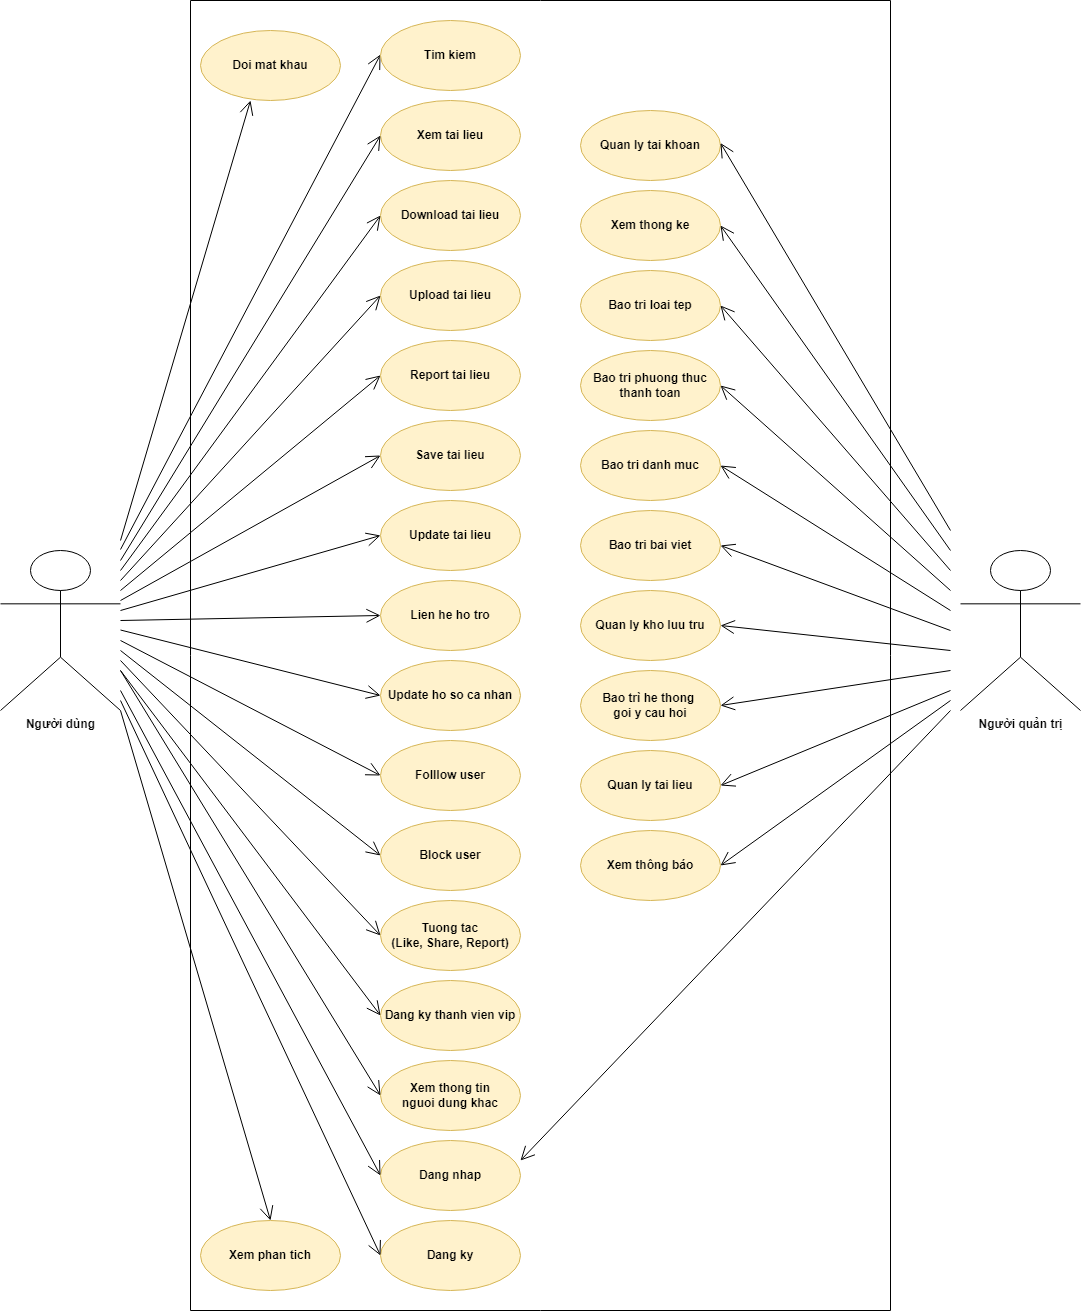 Doi mat khau
Tim kiem
Xem tai lieu
Download tai lieu
Upload tai lieu
Report tai lieu
Save tai lieu
Update tai lieu
Lien he ho tro
Update ho so ca nhan
Folllow user
Block user
Tuong tac
(Like, Share, Report)
Dang ky thanh vien vip
Xem thong tin
nguoi dung khac
Dang nhap
Dang ky
Xem phan tich
Người dùng
Quan ly tai khoan
Xem thong ke
Bao tri loai tep
Bao tri phuong thuc
thanh toan
Bao tri danh muc
Bao tri bai viet
Quan ly kho luu tru
Bao tri he thong
goi y cau hoi
Quan ly tai lieu
Xem thông báo
Người quản trị